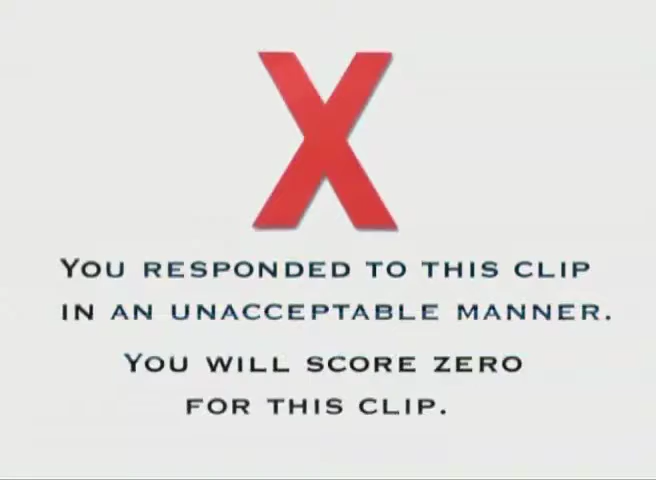 X
You responded to this clip
in an unacceptable manner.
You will score zero
for this clip.